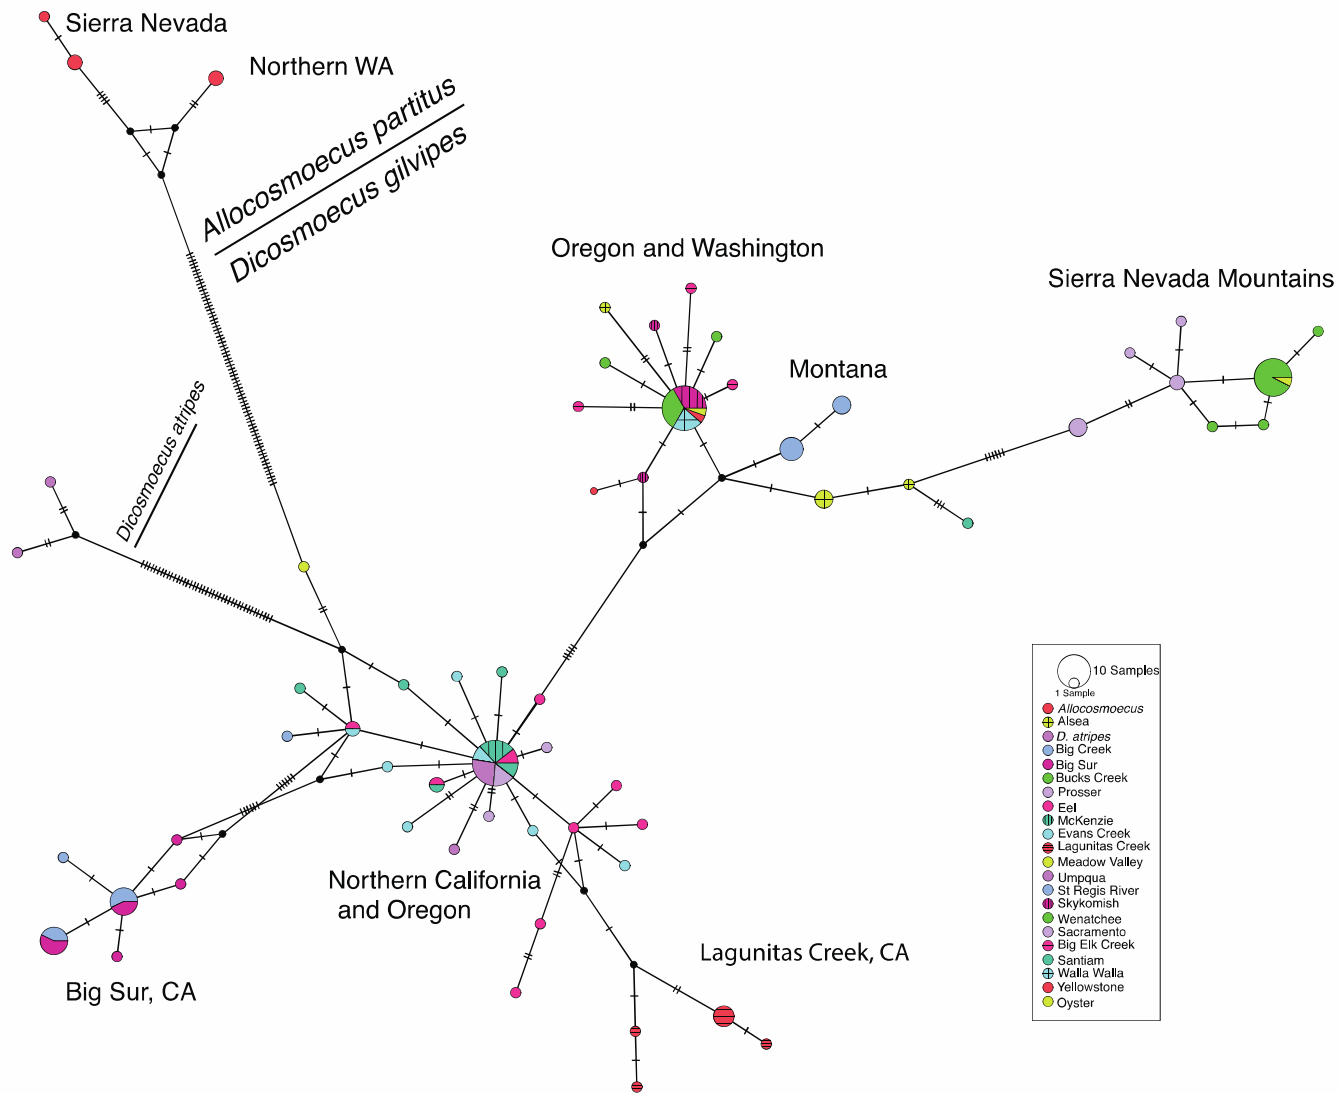 Sierra Nevada
Northern WA
Allocosmoecus partitus
Dicosmoecus gilvipes
Oregon and Washington
Sierra Nevada Mountains
Montana
Dicosmoecus atripes
Northern California
and Oregon
Lagunitas Creek, CA
Big Sur, CA
10 Samples
1 Sample
Allocosmoecus
Alsea
D. atripes
Big Creek
Big Sur
Bucks Creek
Prosser
Eel
McKenzie
Evans Creek
Lagunitas Creek
Meadow Valley
Umpqua
St Regis River
Skykomish
Wenatchee
Sacramento
Big Elk Creek
Santiam
Walla Walla
Yellowstone
Oyster